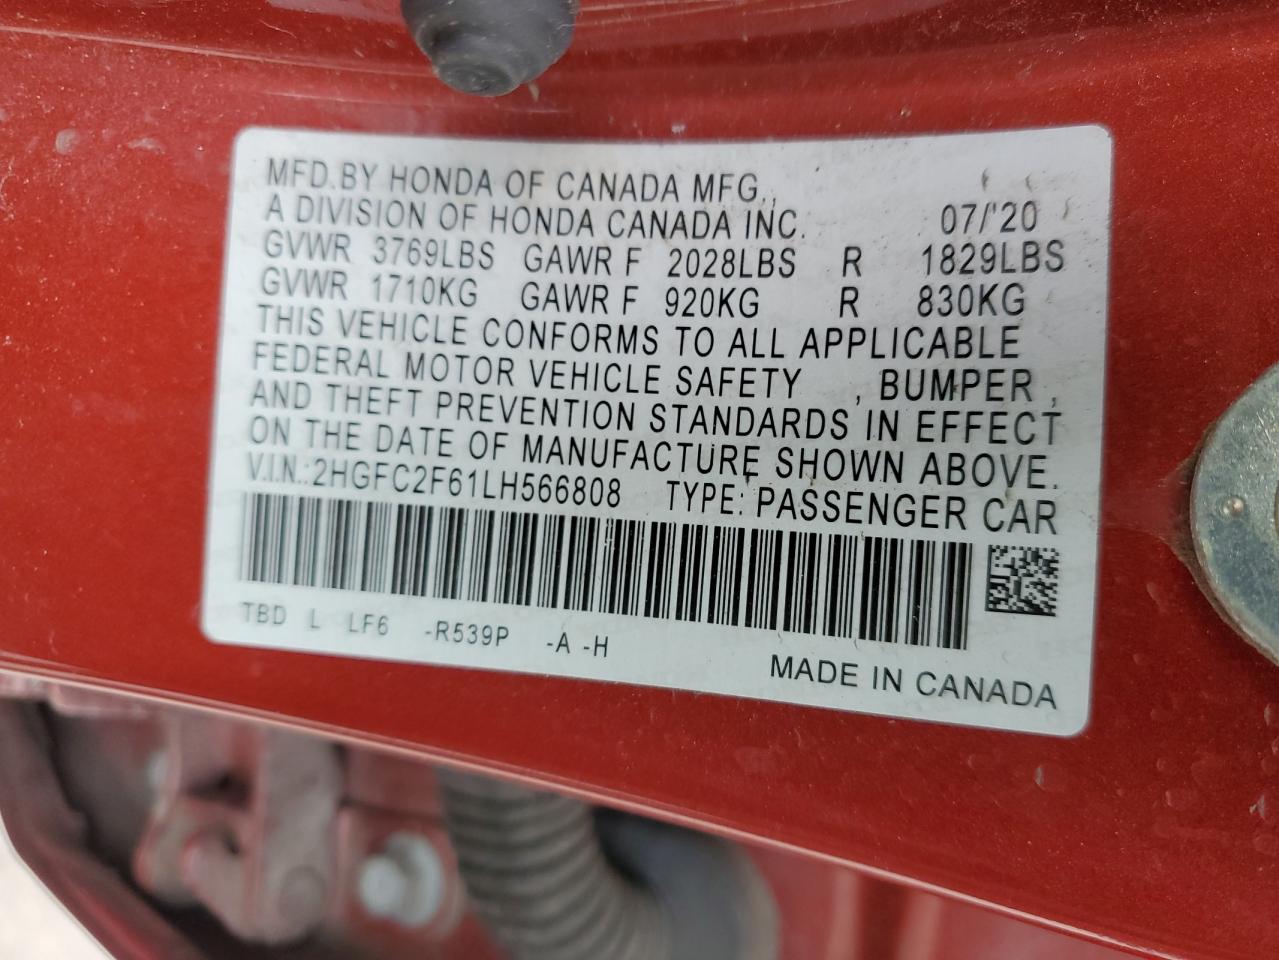 MFD.BY HONDA OF CANADA MFG.,
A DIVISION OF HONDA CANADA INC. 07/'20
GVWR 3769LBS GAWR F 2028LBS R 1829LBS
GVWR 1710KG GAWR F 920KG R 830KG
THIS VEHICLE CONFORMS TO ALL APPLICABLE
FEDERAL MOTOR VEHICLE SAFETY , BUMPER ,
AND THEFT PREVENTION STANDARDS IN EFFECT
ON THE DATE OF MANUFACTURE SHOWN ABOVE.
V.I.N.:2HGFC2F61LH566808 TYPE: PASSENGER CAR
TBD L LF6 -R539P -A -H
MADE IN CANADA